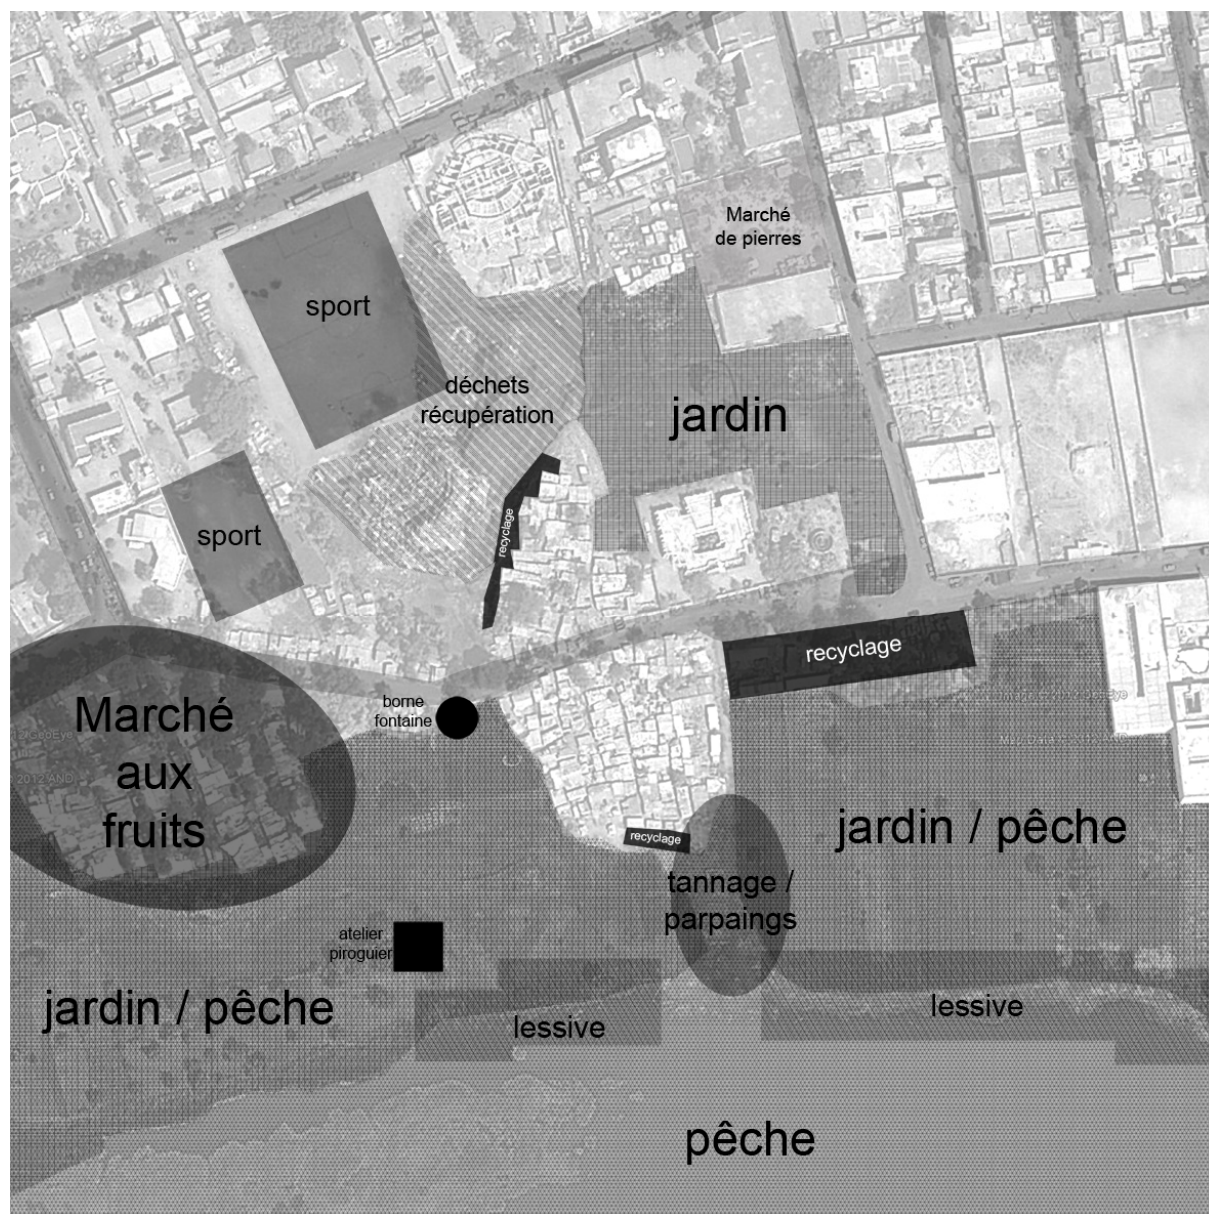 Marché
de pierres
sport
déchets
récupération
jardin
sport
recyclage
recyclage
borne
fontaine
Marché
aux
fruits
recyclage
jardin / pêche
tannage /
parpaings
atelier
piroguier
jardin / pêche
lessive
lessive
pêche